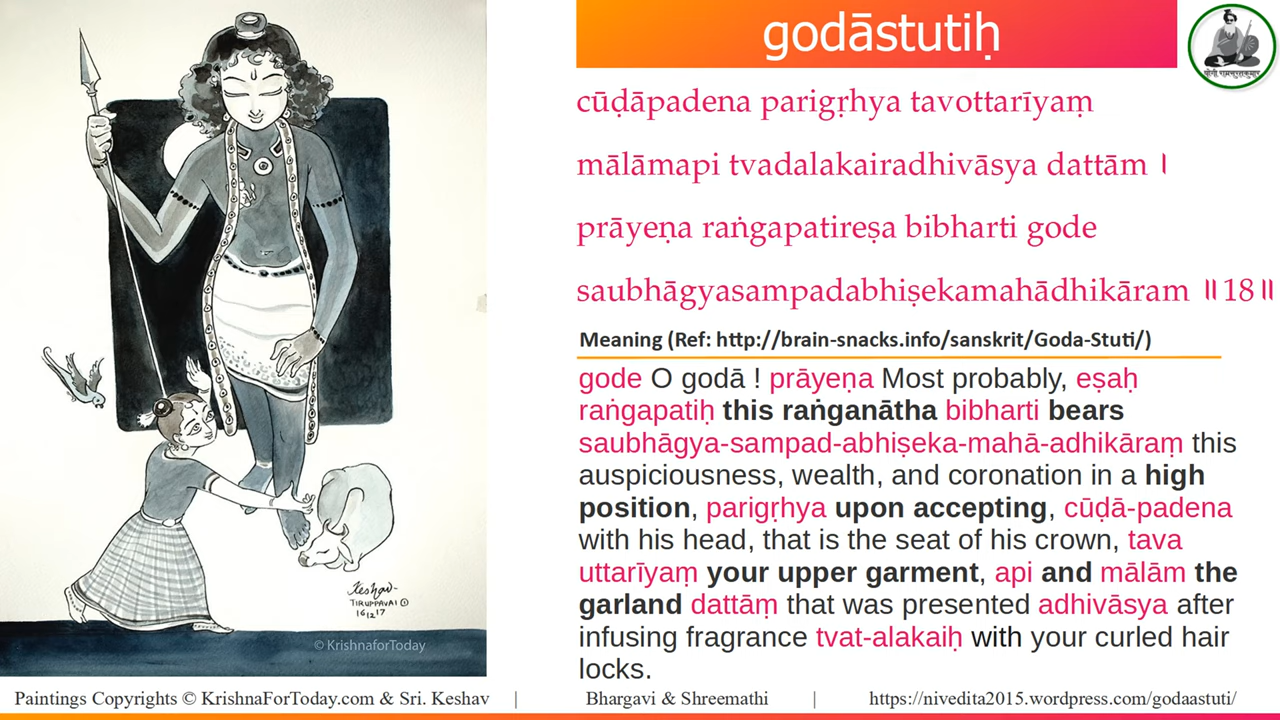 godāstutiḥ
योगी रामसुरतकुमार
cūḍāpadena parigṛhya tavottarīyaṃ
mālāmapi tvadalakairadhivāsya dattām ।
prāyeṇa raṅgapatireṣa bibharti gode
saubhāgyasampadabhiṣekamahādhikāram ॥18॥
Meaning (Ref: http://brain-snacks.info/sanskrit/Goda-Stuti/)
gode O godā ! prāyeṇa Most probably, eṣaḥ
raṅgapatiḥ this raṅganātha bibharti bears
saubhāgya-sampad-abhiṣeka-mahā-adhikāraṃ this
auspiciousness, wealth, and coronation in a high
position, parigṛhya upon accepting, cūḍā-padena
with his head, that is the seat of his crown, tava
uttarīyaṃ your upper garment, api and mālām the
garland dattāṃ that was presented adhivāsya after
infusing fragrance tvat-alakaiḥ with your curled hair
locks.
Keshav
TIRUPPAVAI ①
16/12/17
© KrishnaforToday
Paintings Copyrights © KrishnaForToday.com & Sri. Keshav | Bhargavi & Shreemathi | https://nivedita2015.wordpress.com/godaastuti/